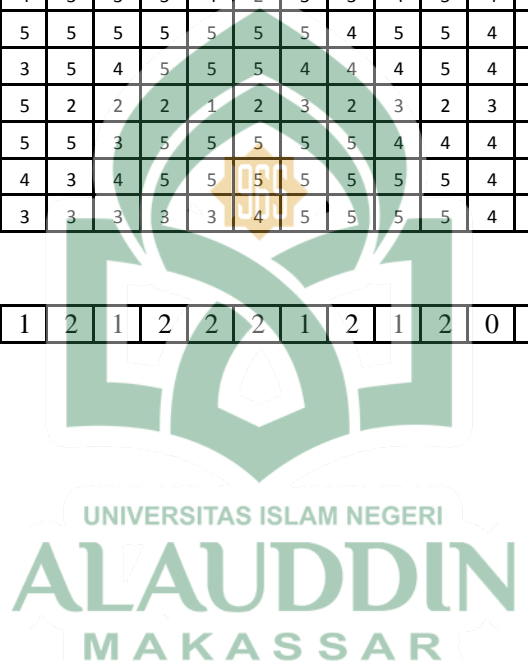 5 5 5 5 5 5 5 4 5 5 4
3 5 4 5 5 5 4 4 4 5 4
5 2 2 2 1 2 3 2 3 2 3
5 5 3 5 5 5 5 5 4 4 4
4 3 4 5 5 5 5 5 5 5 4
3 3 3 3 3 4 5 5 5 5 4
1 2 1 2 2 2 1 2 1 2 0
UNIVERSITAS ISLAM NEGERI
ALAUDDIN
MAKASSAR